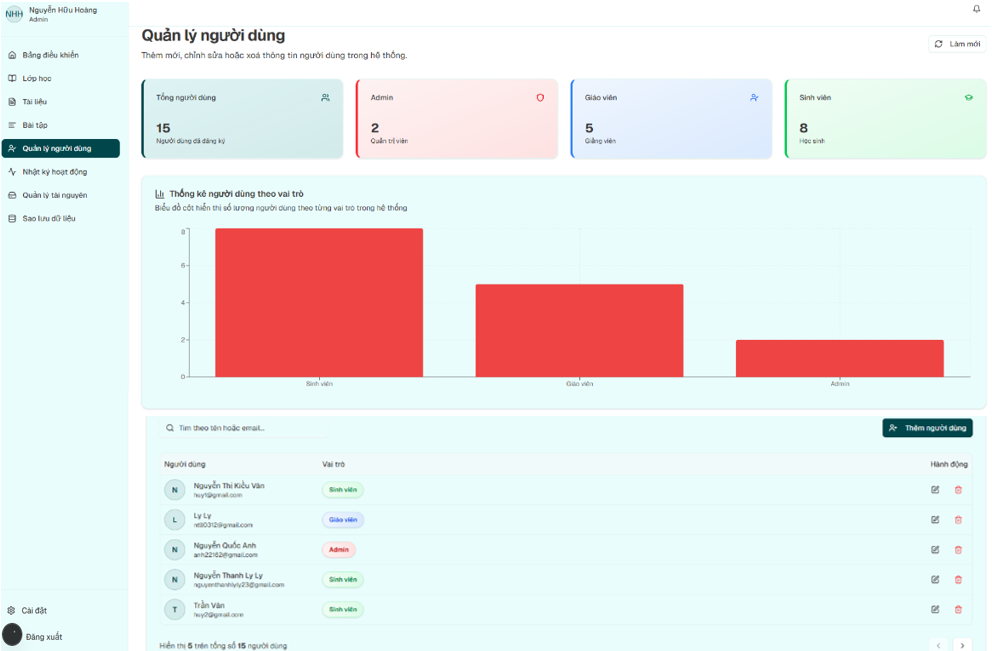 NHH
Nguyễn Hữu Hoàng
Admin
Bảng điều khiển
Lớp học
Tài liệu
Bài tập
Quản lý người dùng
Nhật ký hoạt động
Quản lý tài nguyên
Sao lưu dữ liệu
Cài đặt
Đăng xuất
Quản lý người dùng
Thêm mới, chỉnh sửa hoặc xoá thông tin người dùng trong hệ thống.
Làm mới
Tổng người dùng
15
Người dùng đã đăng ký
Admin
2
Quản trị viên
Giáo viên
5
Giảng viên
Sinh viên
8
Học sinh
Thống kê người dùng theo vai trò
Biểu đồ cột hiển thị số lượng người dùng theo từng vai trò trong hệ thống
8
6
4
2
0
Sinh viên Giáo viên Admin
Tìm theo tên hoặc email...
Thêm người dùng
Người dùng Vai trò Hành động
N Nguyễn Thị Kiều Vân Sinh viên
huy1@gmail.com
L Ly Ly Giáo viên
ntl80312@gmail.com
N Nguyễn Quốc Anh Admin
anh22162@gmail.com
N Nguyễn Thanh Ly Ly Sinh viên
nguyenthanhlyly23@gmail.com
T Trần Văn Sinh viên
huy2@gmail.com
Hiển thị 5 trên tổng số 15 người dùng